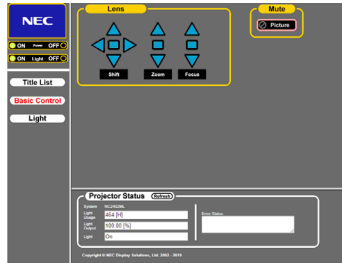 NEC
ON Power OFF
ON Light OFF
Title List
Basic Control
Light
Lens
Shift
Zoom
Focus
Mute
Picture
Projector Status
Refresh
System
Light Usage
464 [H]
Light Output
100.00 [%]
Light
On
Error Status
Copyright © NEC Display Solutions, Ltd. 2003 - 2019